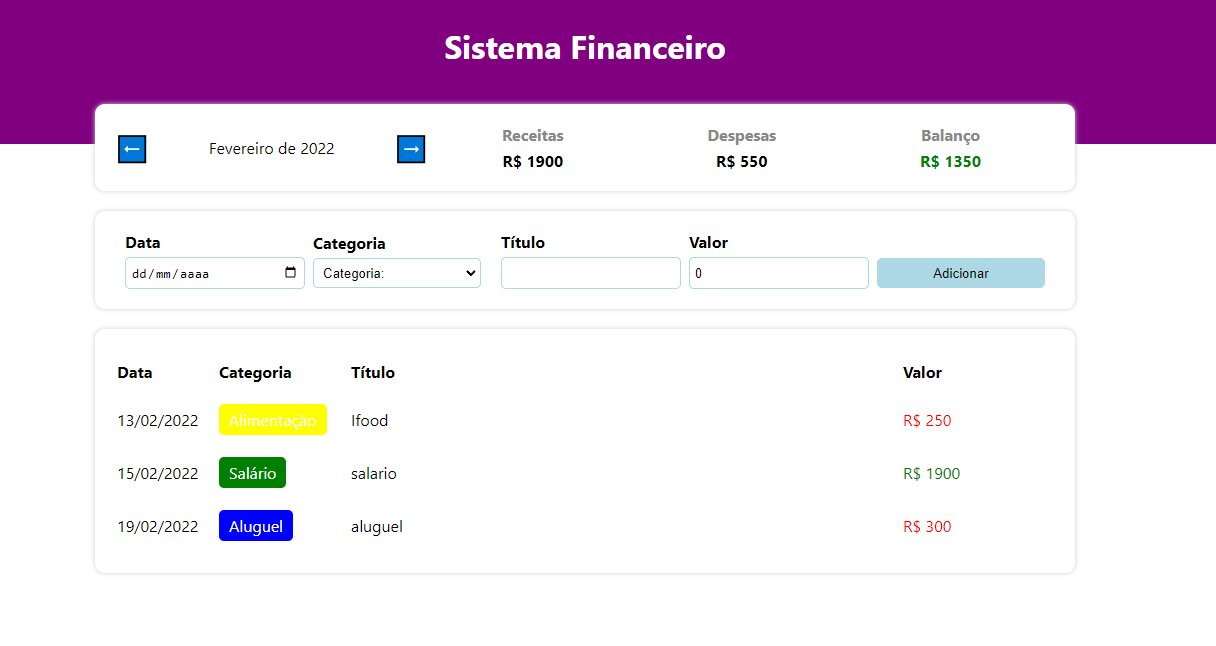 Sistema Financeiro
← Fevereiro de 2022 → Receitas Despesas Balanço
R$ 1900 R$ 550 R$ 1350
Data Categoria Título Valor
dd/mm/aaaa Categoria: 0 Adicionar
Data Categoria Título Valor
13/02/2022 Alimentação Ifood R$ 250
15/02/2022 Salário salario R$ 1900
19/02/2022 Aluguel aluguel R$ 300